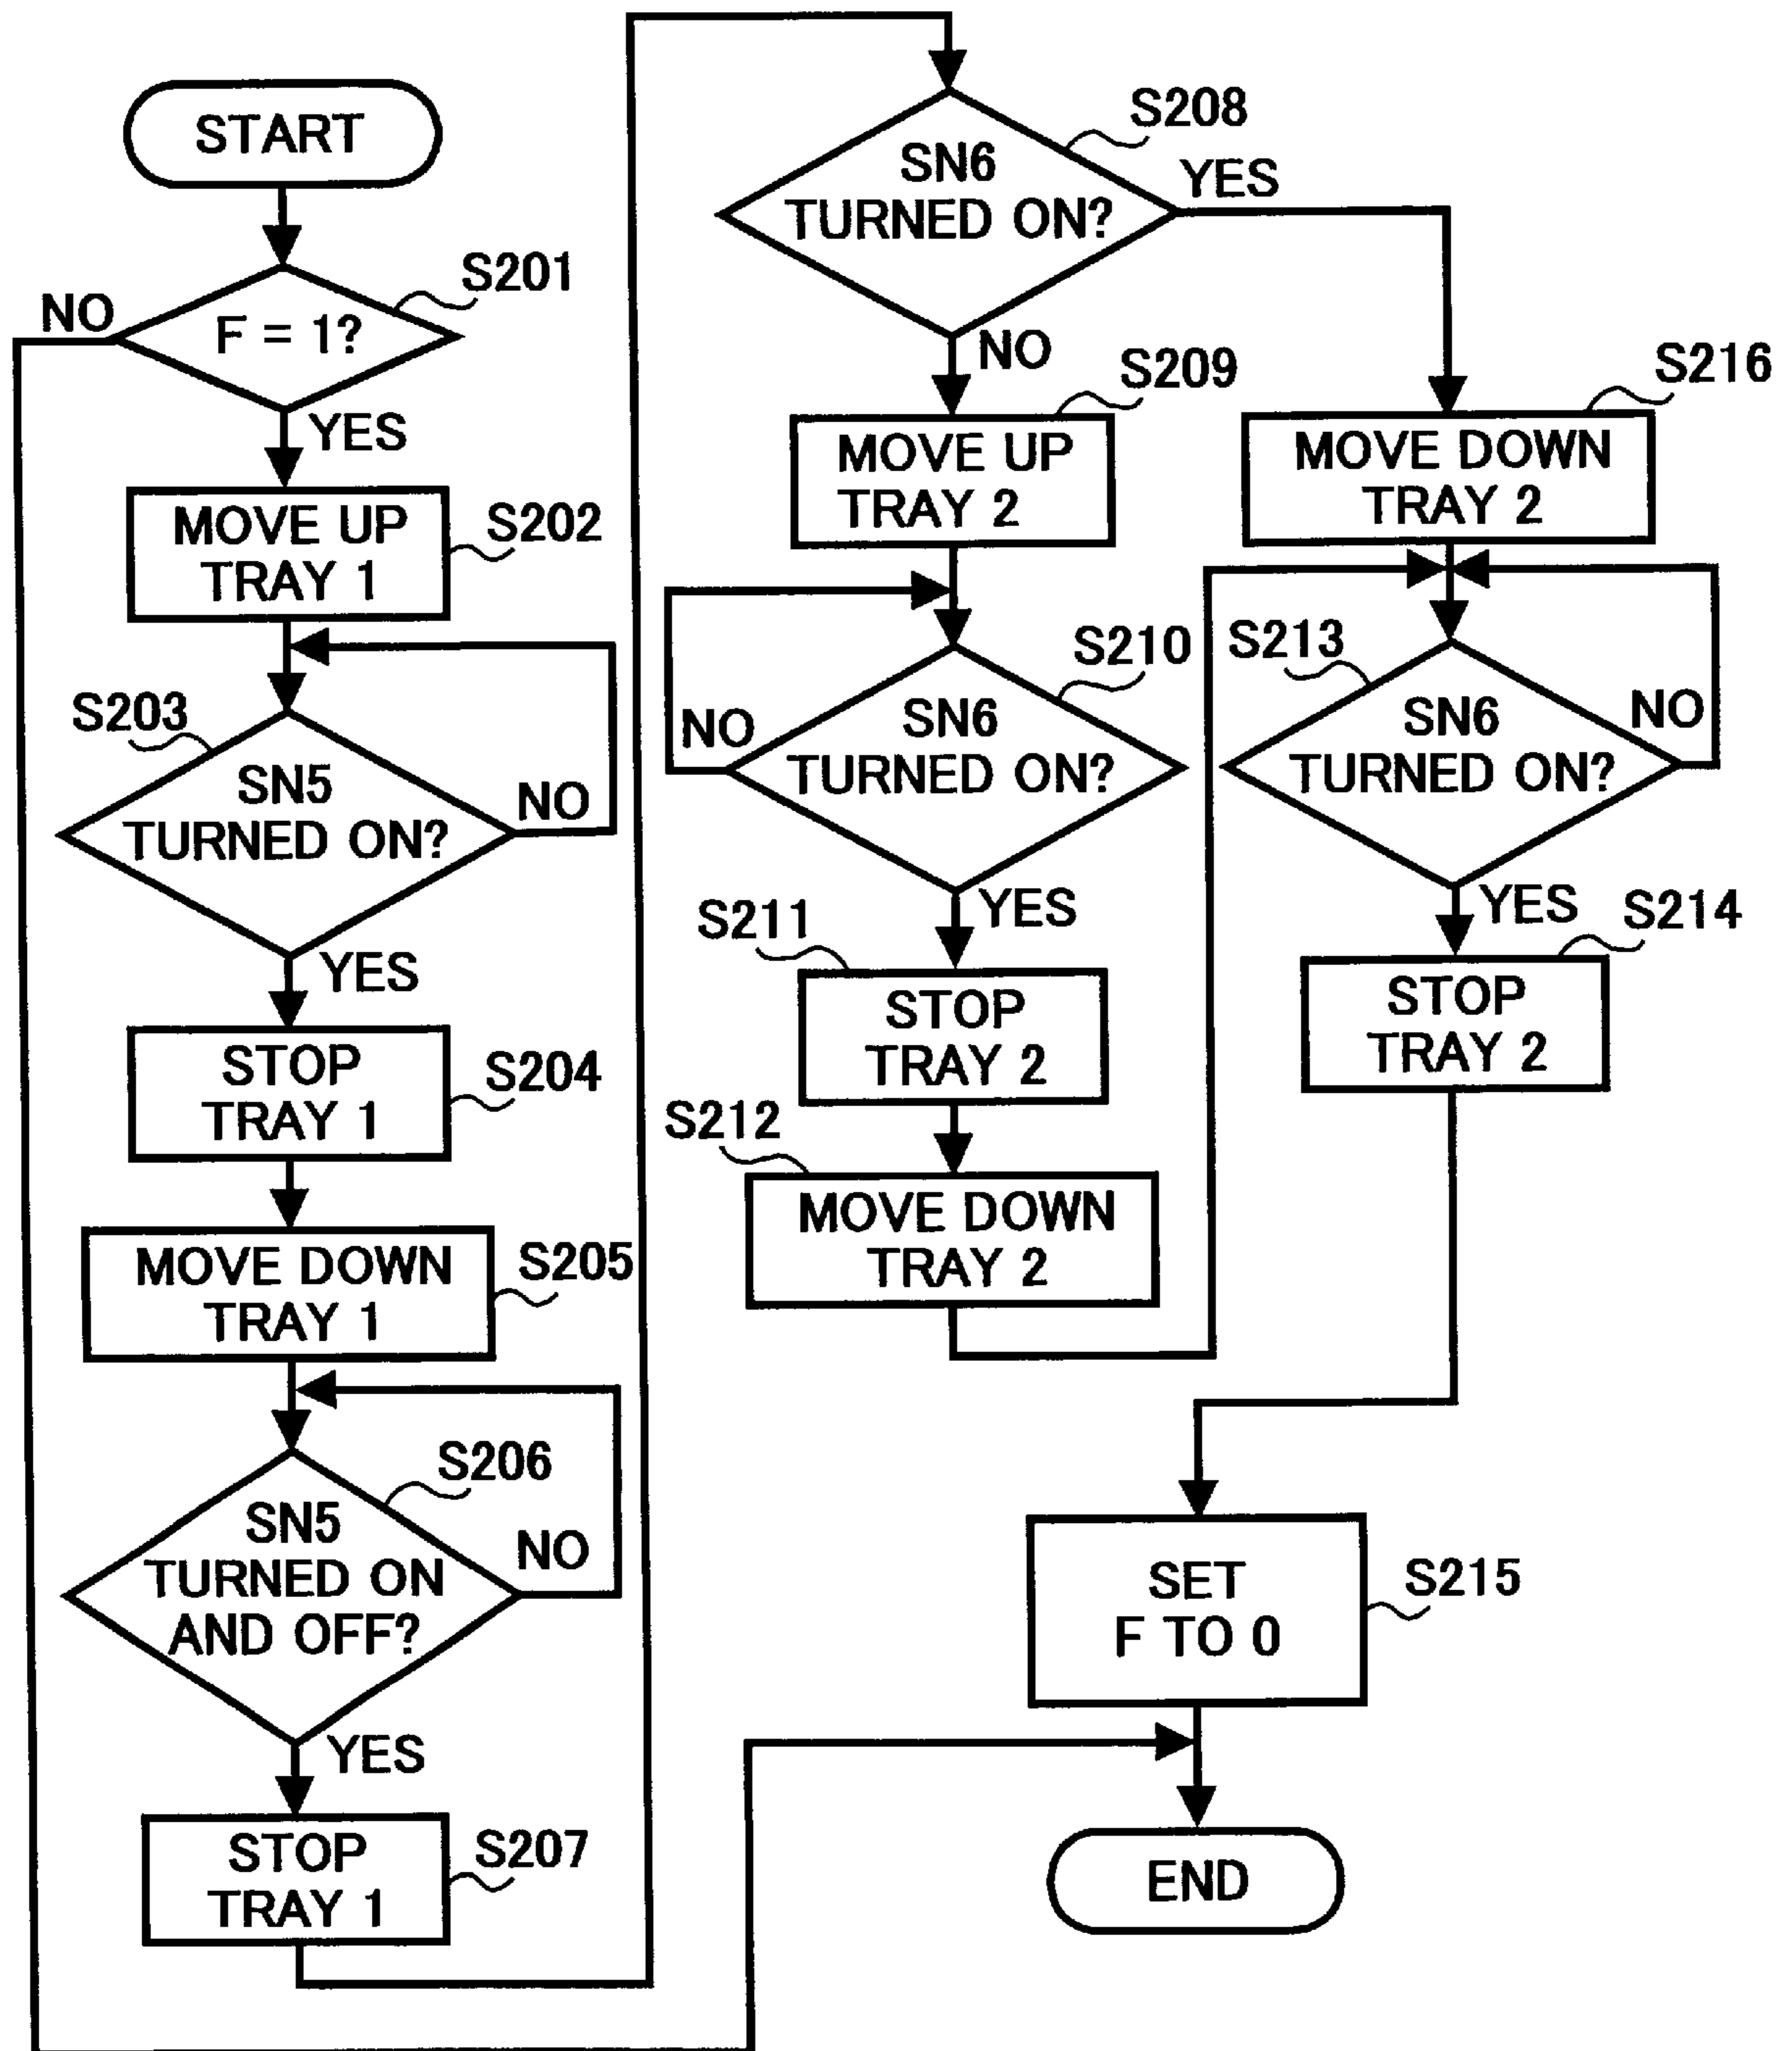 START
S201
NO
F = 1?
YES
MOVE UP
TRAY 1
S202
S203
SN5
TURNED ON?
NO
YES
STOP
TRAY 1
S204
MOVE DOWN
TRAY 1
S205
S206
SN5
TURNED ON
AND OFF?
NO
YES
STOP
TRAY 1
S207
S208
SN6
TURNED ON?
YES
NO
S209
MOVE UP
TRAY 2
S210
SN6
TURNED ON?
NO
YES
S211
STOP
TRAY 2
S212
MOVE DOWN
TRAY 2
S216
MOVE DOWN
TRAY 2
S213
SN6
TURNED ON?
NO
YES
S214
STOP
TRAY 2
SET
F TO 0
S215
END